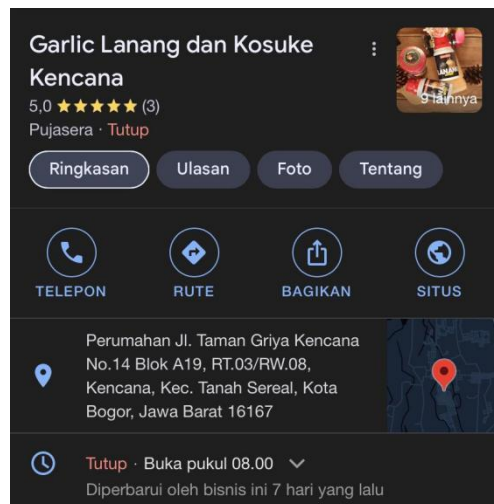 Garlic Lanang dan Kosuke
Kencana
5,0 ★★★★★ (3)
Pujasera · Tutup
9 lainnya
Ringkasan
Ulasan
Foto
Tentang
TELEPON
RUTE
BAGIKAN
SITUS
Perumahan Jl. Taman Griya Kencana
No.14 Blok A19, RT.03/RW.08,
Kencana, Kec. Tanah Sereal, Kota
Bogor, Jawa Barat 16167
Tutup · Buka pukul 08.00
Diperbarui oleh bisnis ini 7 hari yang lalu